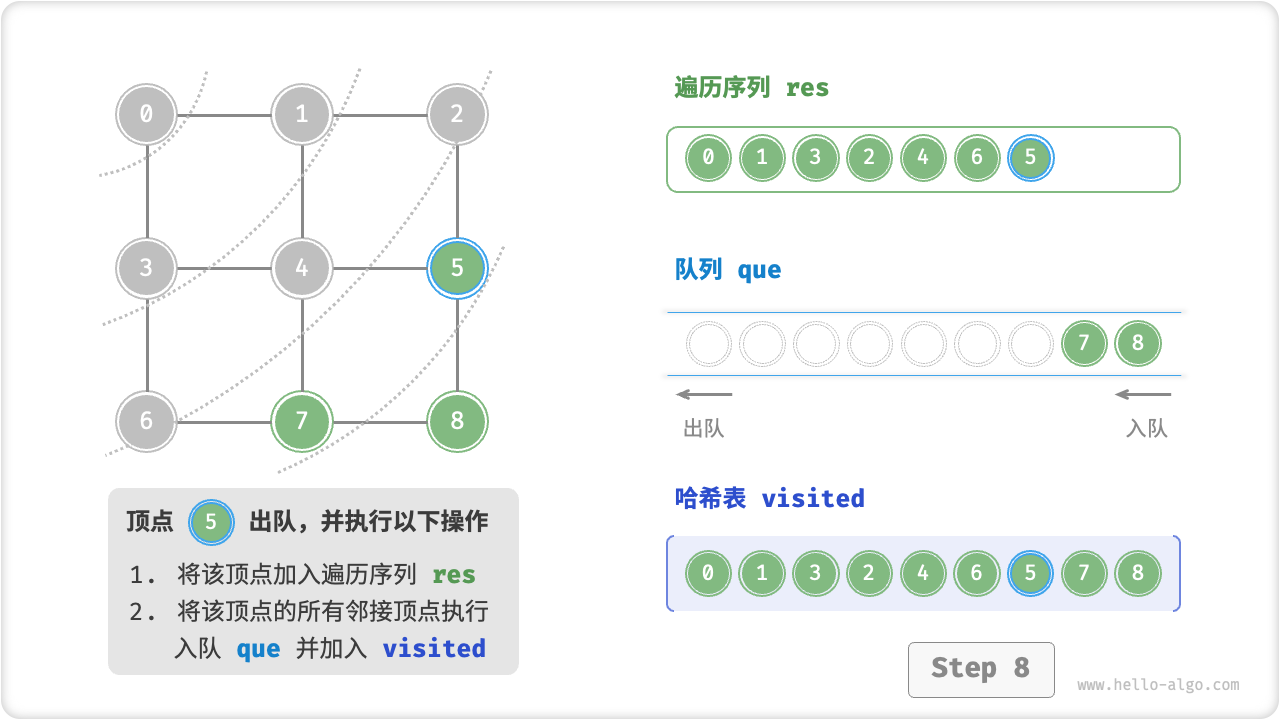 0 1 2
3 4 5
6 7 8
顶点 5 出队，并执行以下操作
1. 将该顶点加入遍历序列 res
2. 将该顶点的所有邻接顶点执行
入队 que 并加入 visited
遍历序列 res
0 1 3 2 4 6 5
队列 que
7 8
出队 入队
哈希表 visited
0 1 3 2 4 6 5 7 8
Step 8
www.hello-algo.com